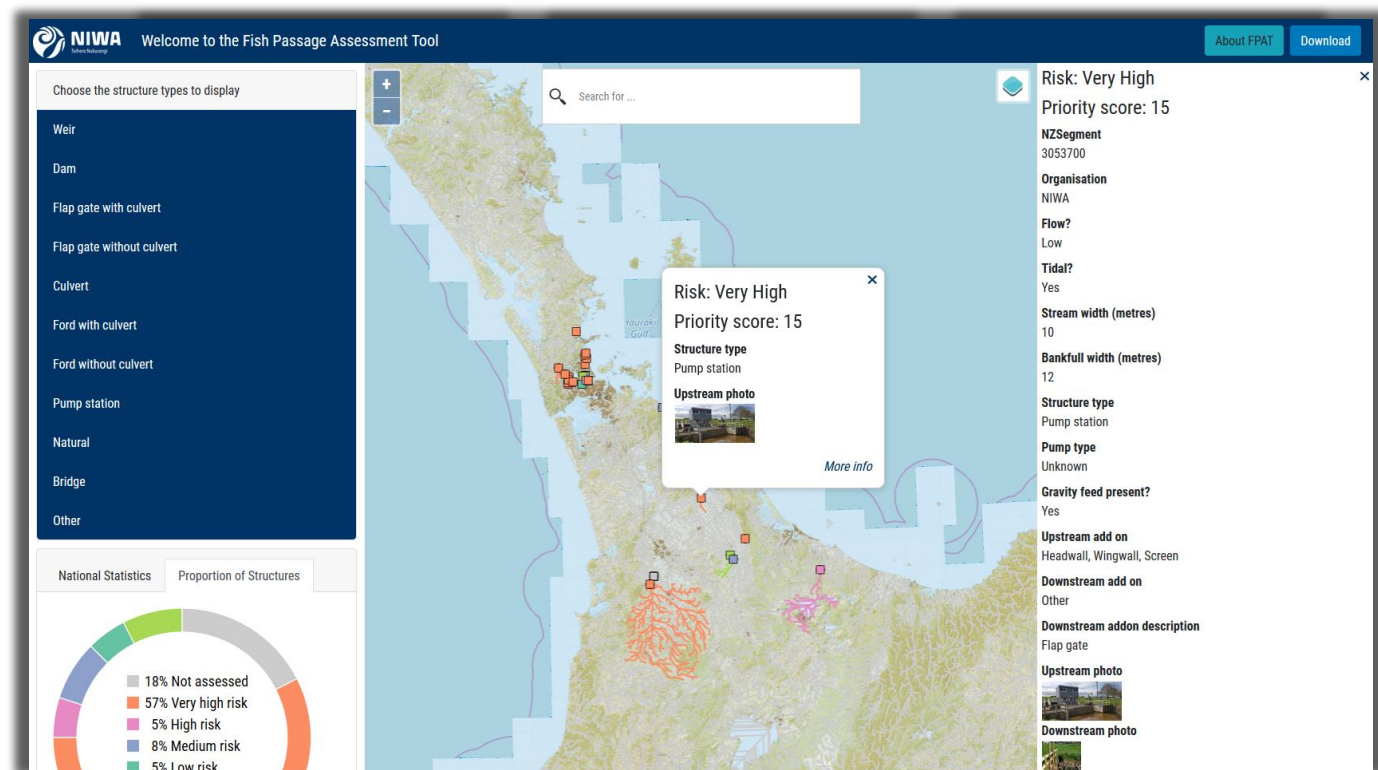 NIWA
Taihoro Nukurangi
Welcome to the Fish Passage Assessment Tool
About FPAT
Download
Choose the structure types to display
Weir
Dam
Flap gate with culvert
Flap gate without culvert
Culvert
Ford with culvert
Ford without culvert
Pump station
Natural
Bridge
Other
National Statistics
Proportion of Structures
18% Not assessed
57% Very high risk
5% High risk
8% Medium risk
5% Low risk
+
−
Search for ...
Gulf
Risk: Very High
Priority score: 15
Structure type
Pump station
Upstream photo
More info
Risk: Very High
Priority score: 15
NZSegment
3053700
Organisation
NIWA
Flow?
Low
Tidal?
Yes
Stream width (metres)
10
Bankfull width (metres)
12
Structure type
Pump station
Pump type
Unknown
Gravity feed present?
Yes
Upstream add on
Headwall, Wingwall, Screen
Downstream add on
Other
Downstream addon description
Flap gate
Upstream photo
Downstream photo